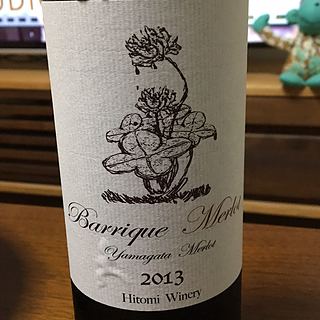 Barrique Merlot
Yamagata Merlot
2013
Hitomi Winery